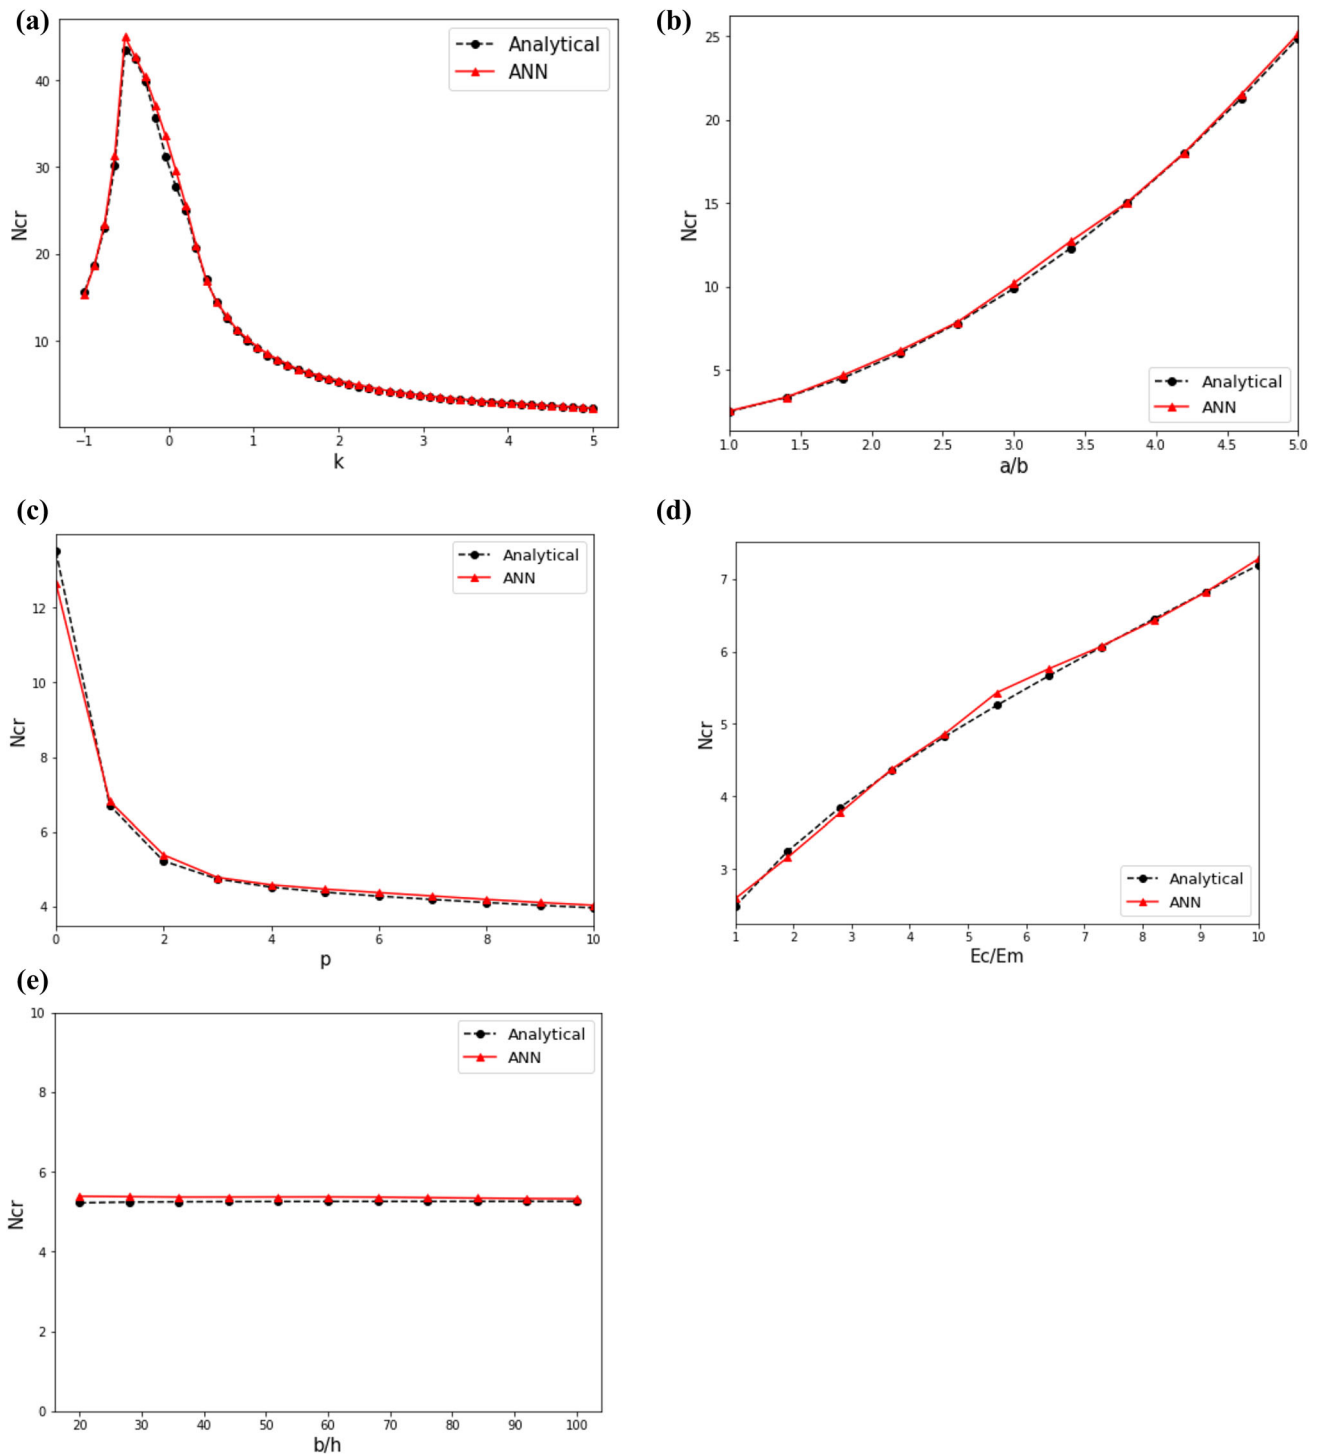 (a)
Analytical
ANN
40
30
20
10
Ncr
−1 0 1 2 3 4 5
k
(b)
25
20
15
10
5
Ncr
Analytical
ANN
1.0 1.5 2.0 2.5 3.0 3.5 4.0 4.5 5.0
a/b
(c)
Analytical
ANN
12
10
8
6
4
Ncr
0 2 4 6 8 10
p
(d)
7
6
5
4
3
Ncr
Analytical
ANN
1 2 3 4 5 6 7 8 9 10
Ec/Em
(e)
10
8
6
4
2
0
Ncr
Analytical
ANN
20 30 40 50 60 70 80 90 100
b/h